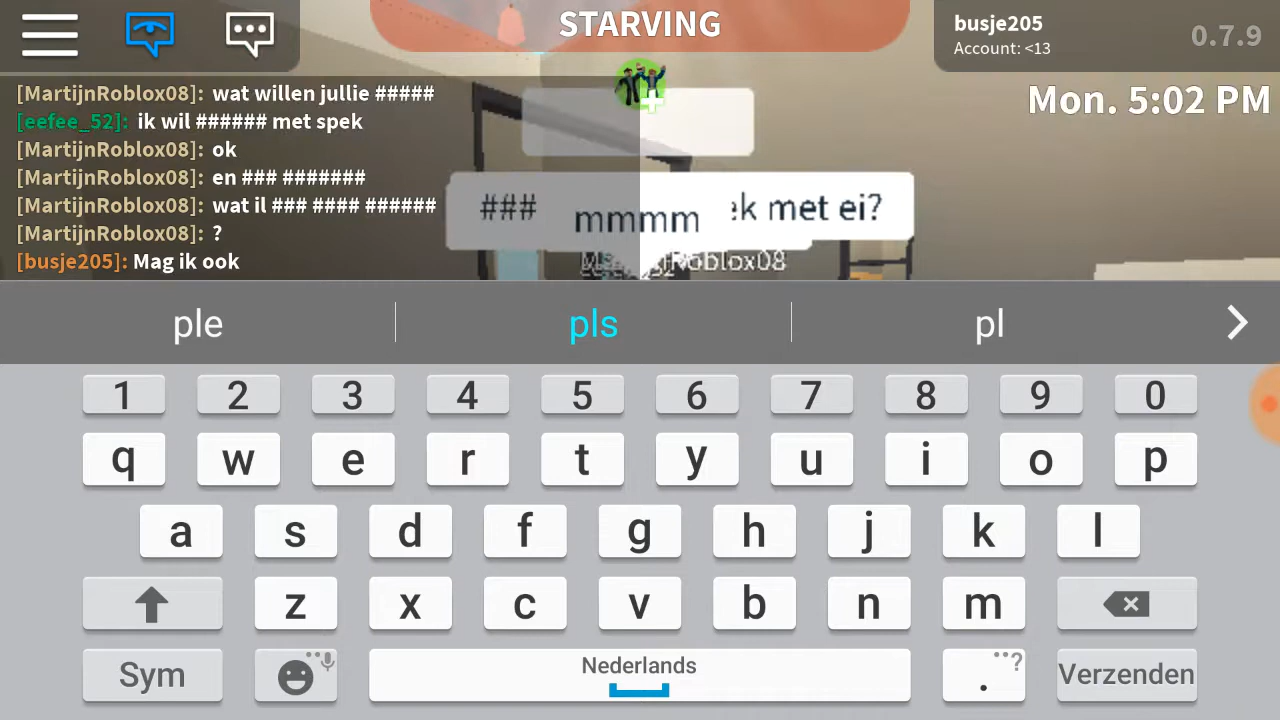 STARVING
busje205
Account: <13
0.7.9
Mon. 5:02 PM
[MartijnRoblox08]: wat willen jullie #####
[eefee_52]: ik wil ###### met spek
[MartijnRoblox08]: ok
[MartijnRoblox08]: en ### #######
[MartijnRoblox08]: wat il ### #### ######
[MartijnRoblox08]: ?
[busje205]: Mag ik ook
### ek met ei?
mmmm
ple pls pl
1 2 3 4 5 6 7 8 9 0
q w e r t y u i o p
a s d f g h j k l
z x c v b n m
Sym Nederlands . ? Verzenden